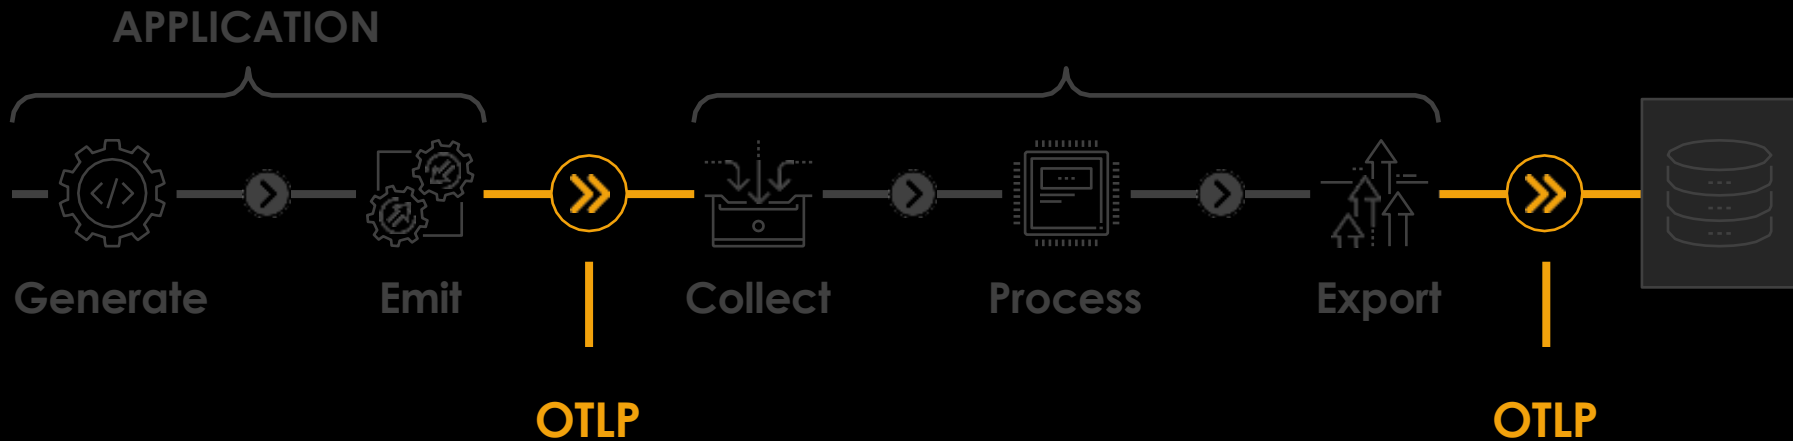 APPLICATION
Generate
Emit
Collect
Process
Export
OTLP
OTLP